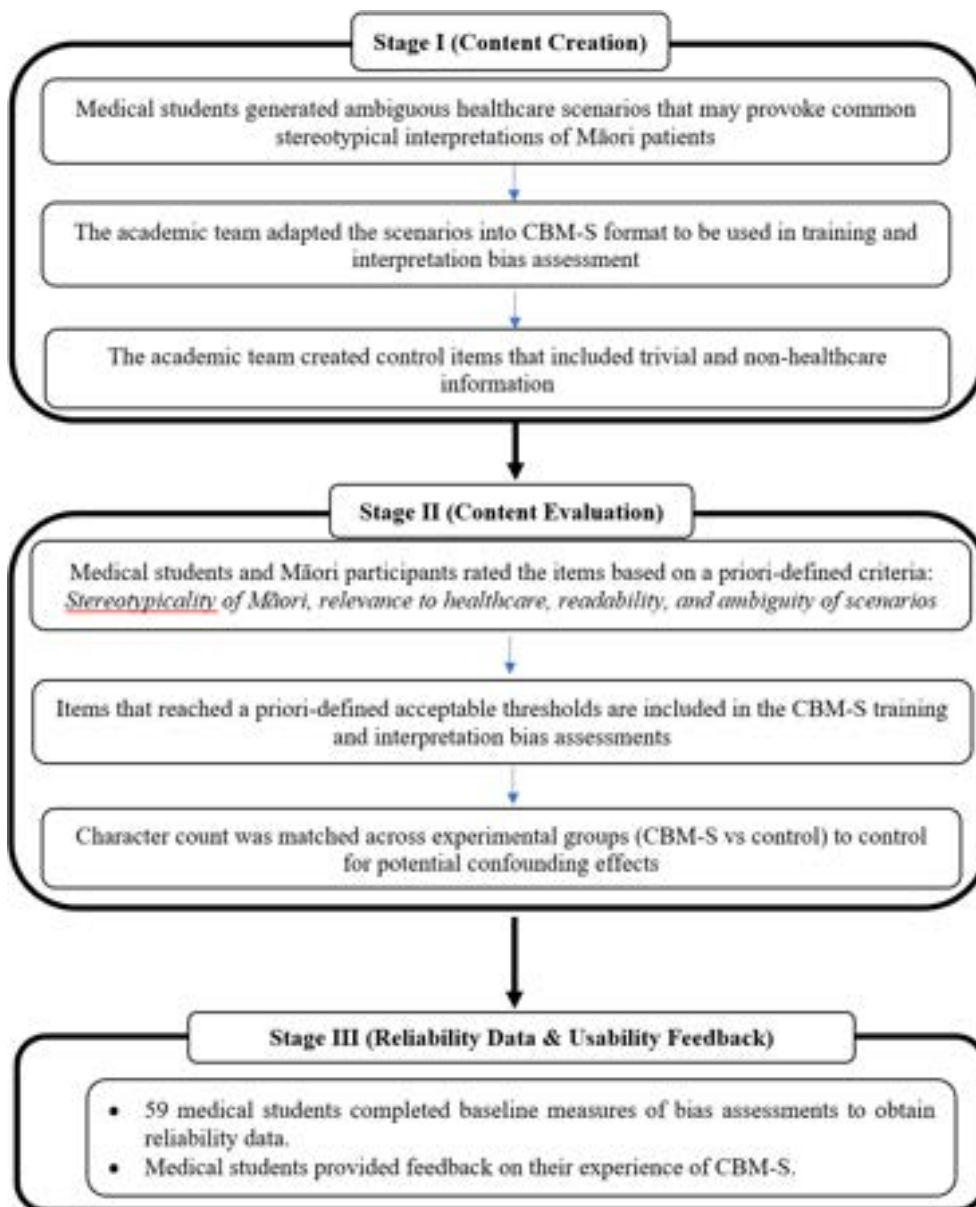 Stage I (Content Creation)
Medical students generated ambiguous healthcare scenarios that may provoke common
stereotypical interpretations of Māori patients
The academic team adapted the scenarios into CBM-S format to be used in training and
interpretation bias assessment
The academic team created control items that included trivial and non-healthcare
information
Stage II (Content Evaluation)
Medical students and Māori participants rated the items based on a priori-defined criteria:
Stereotypicality of Māori, relevance to healthcare, readability, and ambiguity of scenarios
Items that reached a priori-defined acceptable thresholds are included in the CBM-S training
and interpretation bias assessments
Character count was matched across experimental groups (CBM-S vs control) to control
for potential confounding effects
Stage III (Reliability Data & Usability Feedback)
• 59 medical students completed baseline measures of bias assessments to obtain
reliability data.
• Medical students provided feedback on their experience of CBM-S.